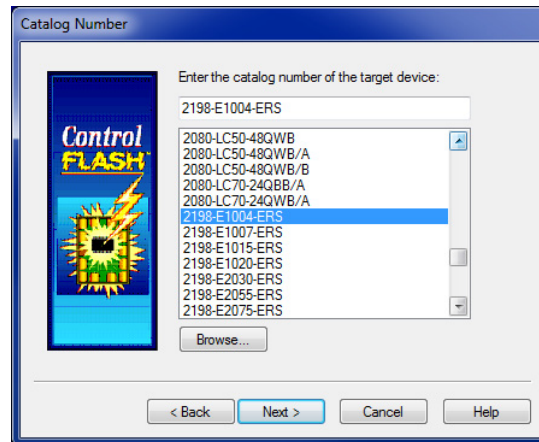 Catalog Number
Control
FLASH
Enter the catalog number of the target device:
2198-E1004-ERS
2080-LC50-48QWB
2080-LC50-48QWB/A
2080-LC50-48QWB/B
2080-LC70-24QBB/A
2080-LC70-24QWB/A
2198-E1004-ERS
2198-E1007-ERS
2198-E1015-ERS
2198-E1020-ERS
2198-E2030-ERS
2198-E2055-ERS
2198-E2075-ERS
Browse...
< Back
Next >
Cancel
Help